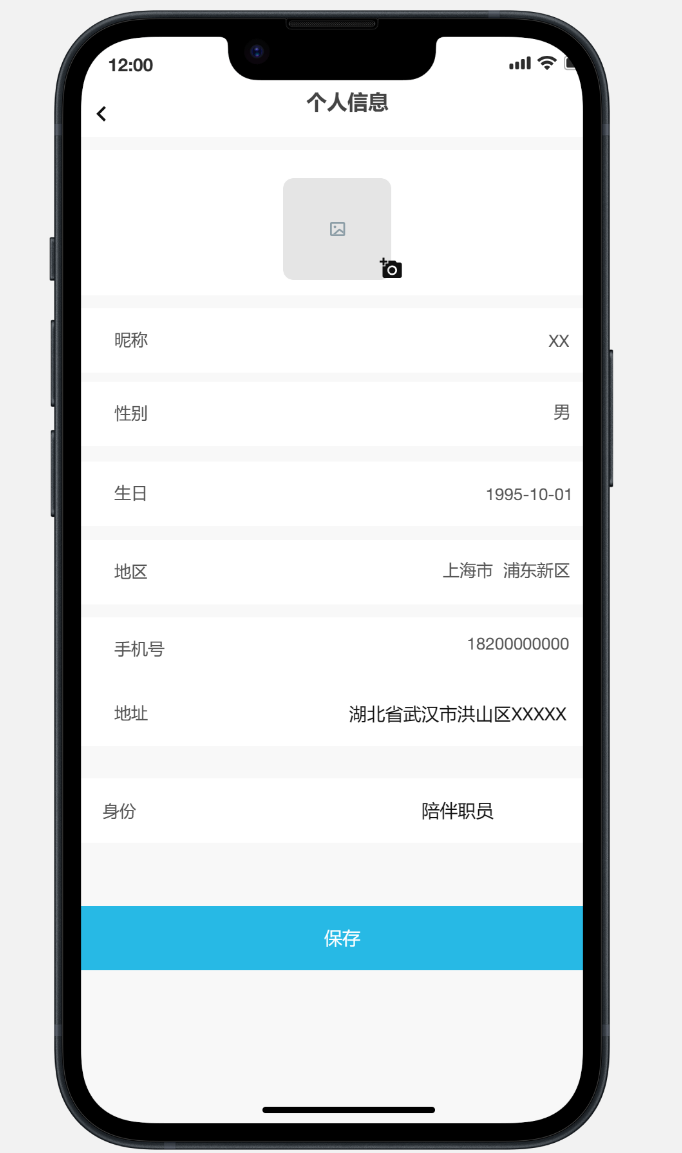 12:00
个人信息
昵称 XX
性别 男
生日 1995-10-01
地区 上海市 浦东新区
手机号 18200000000
地址 湖北省武汉市洪山区XXXXX
身份 陪伴职员
保存